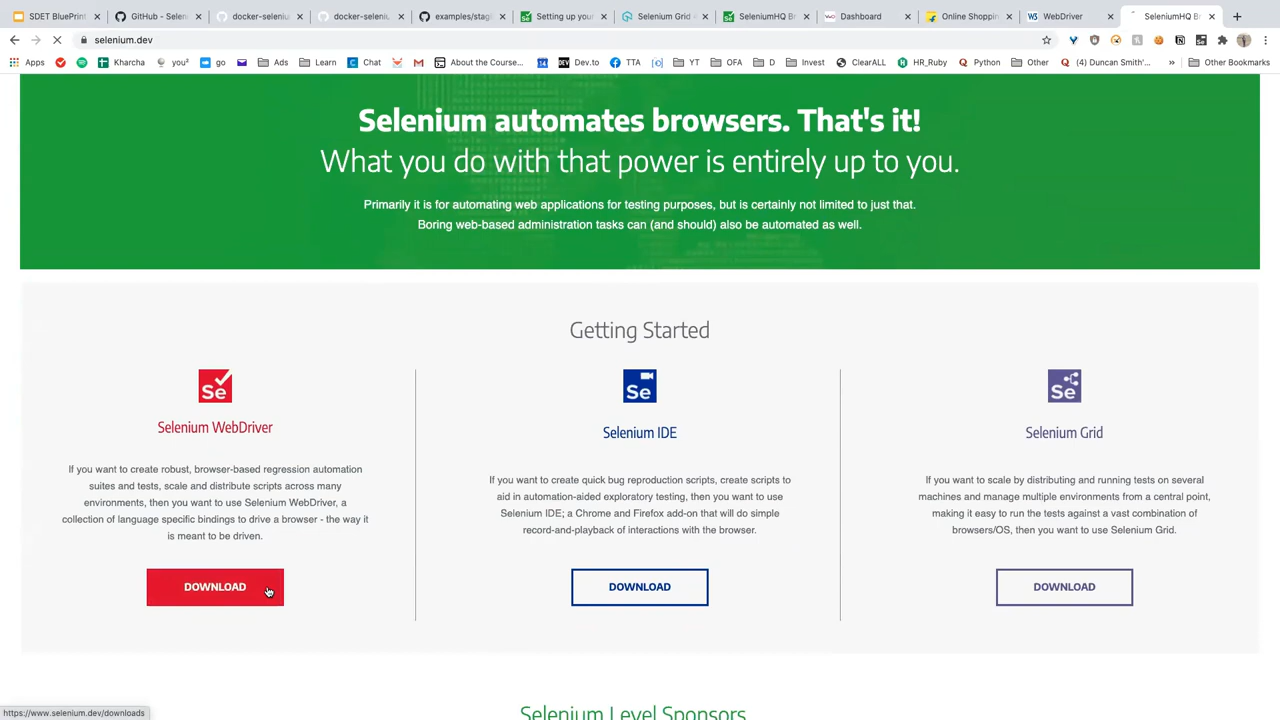 SDET BluePrint
GitHub - Selen
docker-seleniu
docker-seleniu
examples/stag
Setting up your
Selenium Grid
SeleniumHQ Br
Dashboard
Online Shoppin
WebDriver
SeleniumHQ Br
selenium.dev
Apps
Kharcha
you²
go
Ads
Learn
Chat
About the Course...
Dev.to
TTA
YT
OFA
D
Invest
ClearALL
HR_Ruby
Python
Other
(4) Duncan Smith'...
»
Other Bookmarks
Selenium automates browsers. That's it!
What you do with that power is entirely up to you.
Primarily it is for automating web applications for testing purposes, but is certainly not limited to just that.
Boring web-based administration tasks can (and should) also be automated as well.
Getting Started
Se
Selenium WebDriver
If you want to create robust, browser-based regression automation
suites and tests, scale and distribute scripts across many
environments, then you want to use Selenium WebDriver, a
collection of language specific bindings to drive a browser - the way it
is meant to be driven.
DOWNLOAD
Se
Selenium IDE
If you want to create quick bug reproduction scripts, create scripts to
aid in automation-aided exploratory testing, then you want to use
Selenium IDE; a Chrome and Firefox add-on that will do simple
record-and-playback of interactions with the browser.
DOWNLOAD
Se
Selenium Grid
If you want to scale by distributing and running tests on several
machines and manage multiple environments from a central point,
making it easy to run the tests against a vast combination of
browsers/OS, then you want to use Selenium Grid.
DOWNLOAD
Selenium Level Sponsors
https://www.selenium.dev/downloads